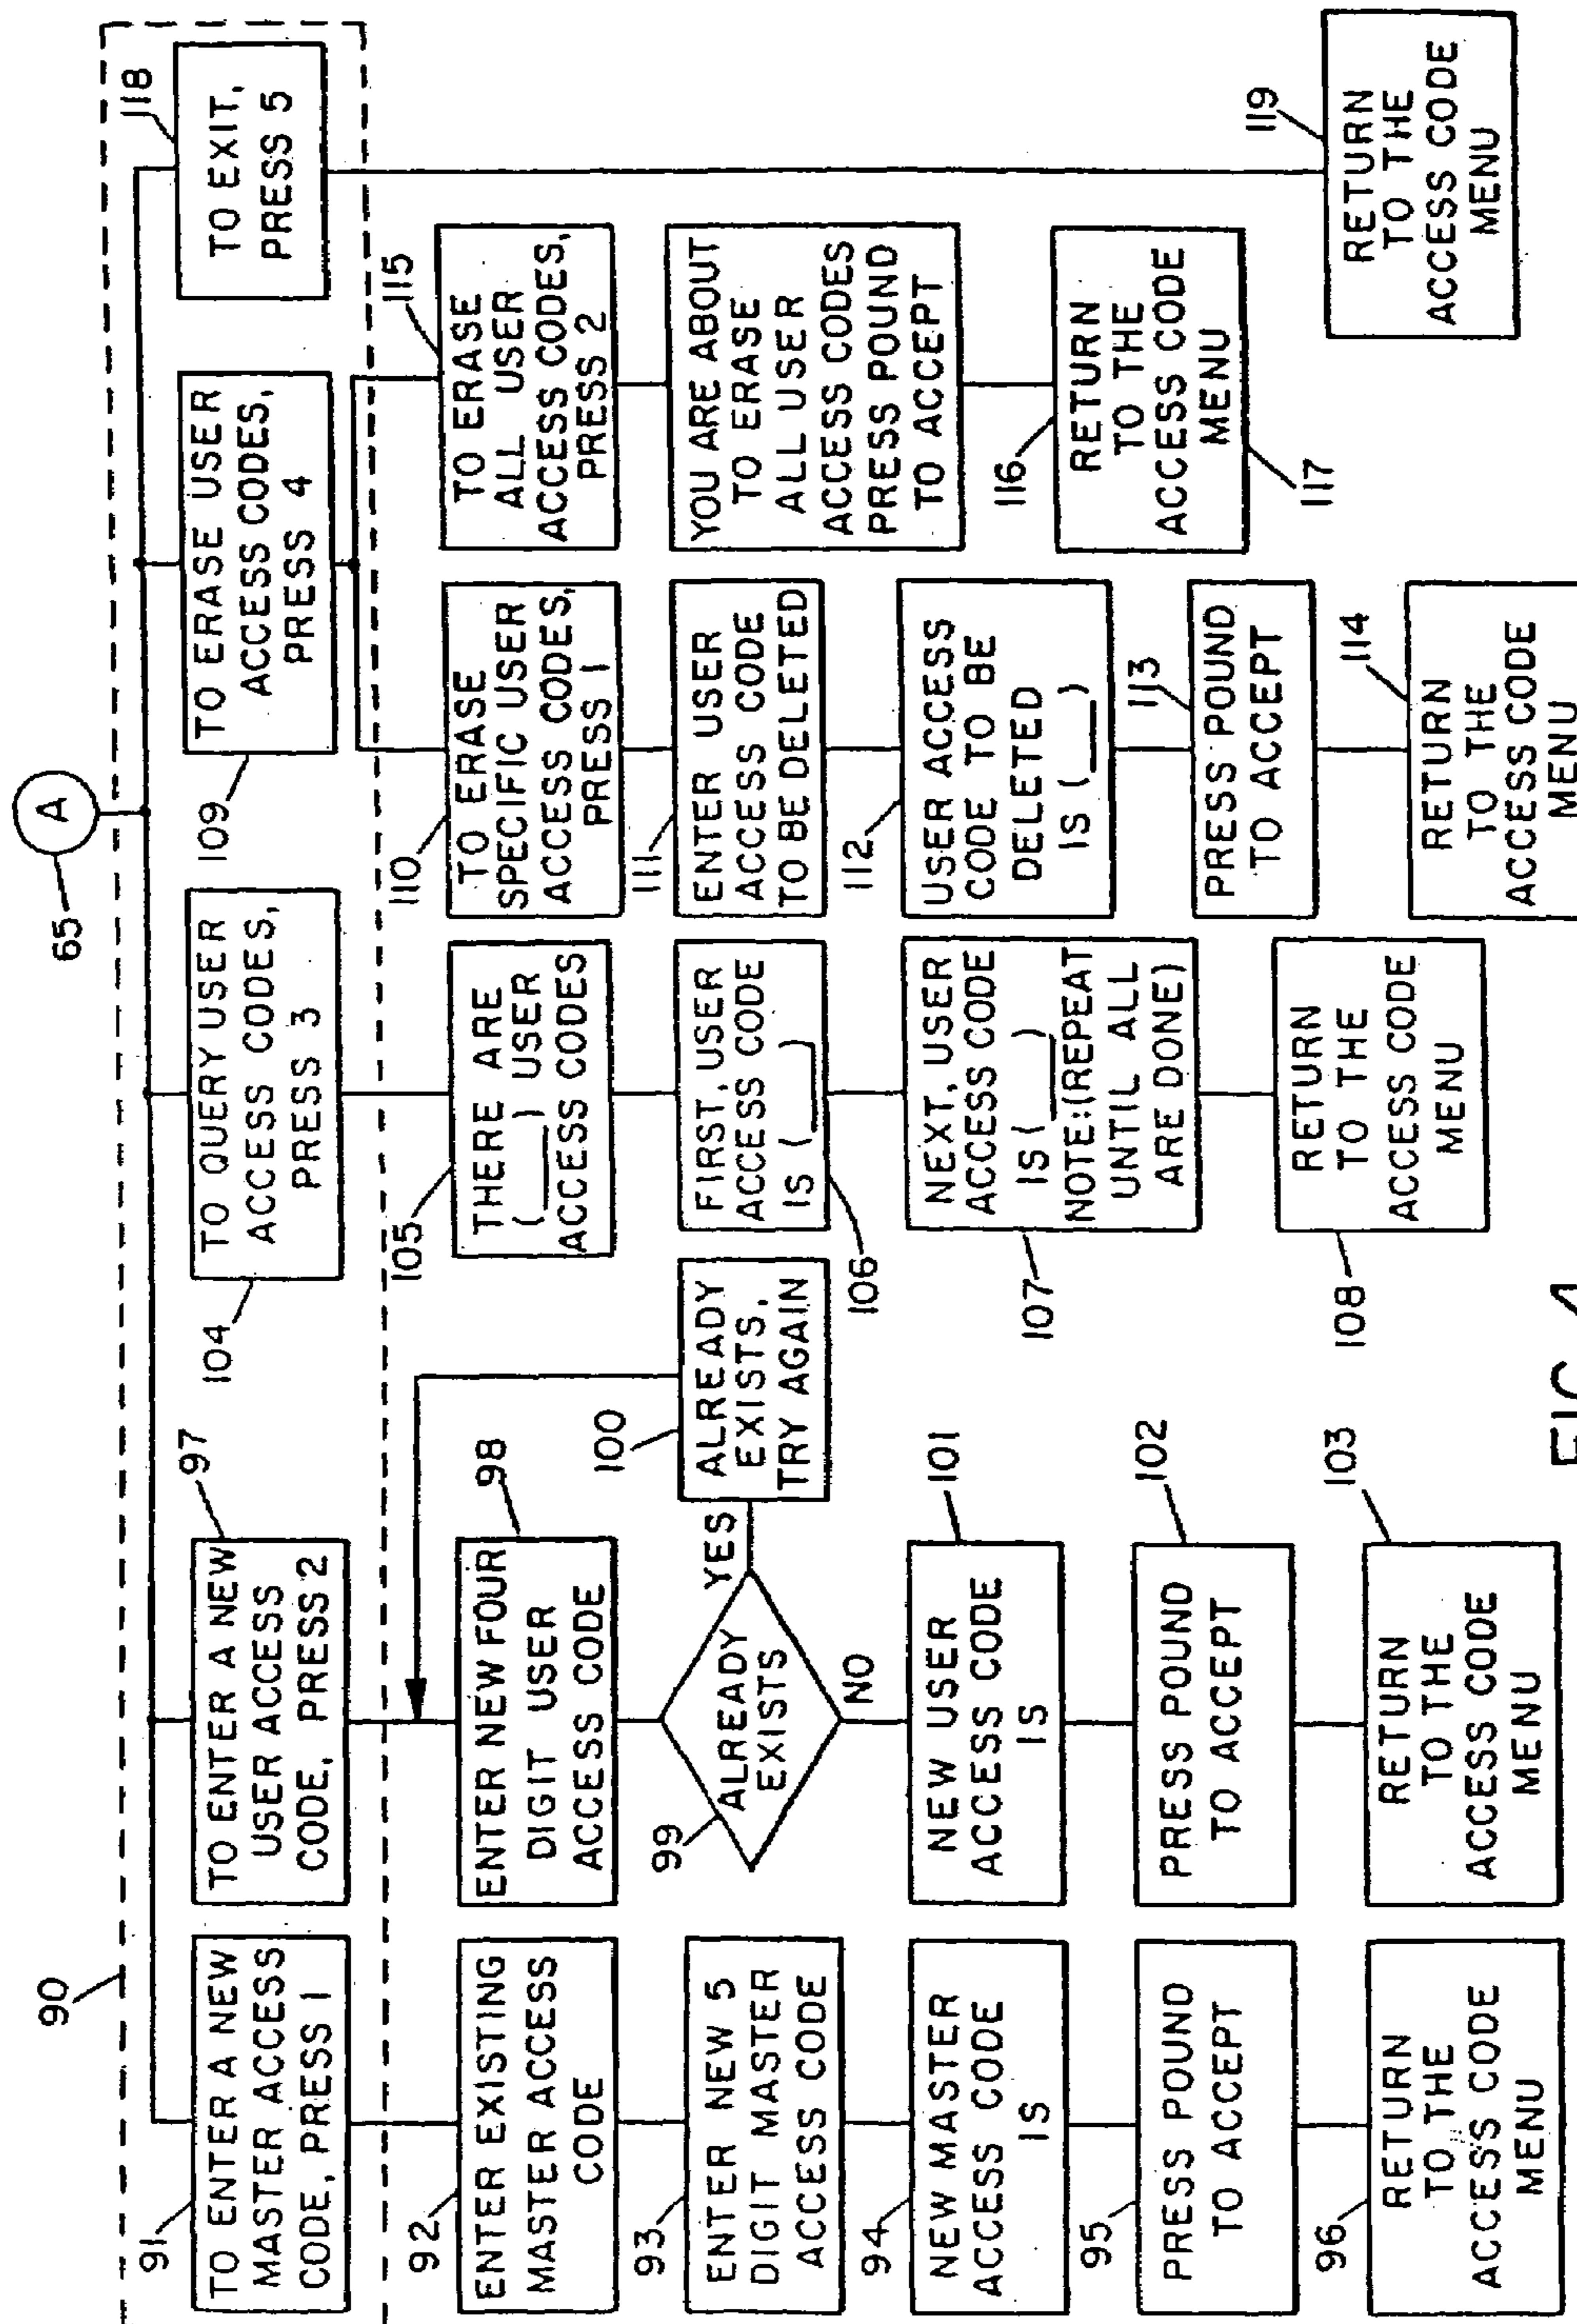 A
65
90
91
TO ENTER A NEW
MASTER ACCESS
CODE, PRESS 1
92
ENTER EXISTING
MASTER ACCESS
CODE
93
ENTER NEW 5
DIGIT MASTER
ACCESS CODE
94
NEW MASTER
ACCESS CODE
IS
95
PRESS POUND
TO ACCEPT
96
RETURN
TO THE
ACCESS CODE
MENU
97
TO ENTER A NEW
USER ACCESS
CODE, PRESS 2
98
ENTER NEW FOUR
DIGIT USER
ACCESS CODE
99
ALREADY
EXISTS
YES
NO
100
ALREADY
EXISTS,
TRY AGAIN
101
NEW USER
ACCESS CODE
IS
102
PRESS POUND
TO ACCEPT
103
RETURN
TO THE
ACCESS CODE
MENU
104
TO QUERY USER
ACCESS CODES,
PRESS 3
105
THERE ARE
(___) USER
ACCESS CODES
106
FIRST, USER
ACCESS CODE
IS (___)
107
NEXT, USER
ACCESS CODE
IS (___)
NOTE:(REPEAT
UNTIL ALL
ARE DONE)
108
RETURN
TO THE
ACCESS CODE
MENU
109
TO ERASE USER
ACCESS CODES,
PRESS 4
110
TO ERASE
SPECIFIC USER
ACCESS CODES,
PRESS 1
111
ENTER USER
ACCESS CODE
TO BE DELETED
112
USER ACCESS
CODE TO BE
DELETED
IS (___)
113
PRESS POUND
TO ACCEPT
114
RETURN
TO THE
ACCESS CODE
MENU
115
TO ERASE
ALL USER
ACCESS CODES,
PRESS 2
YOU ARE ABOUT
TO ERASE
ALL USER
ACCESS CODES
PRESS POUND
TO ACCEPT
116
RETURN
TO THE
ACCESS CODE
MENU
117
118
TO EXIT,
PRESS 5
119
RETURN
TO THE
ACCESS CODE
MENU